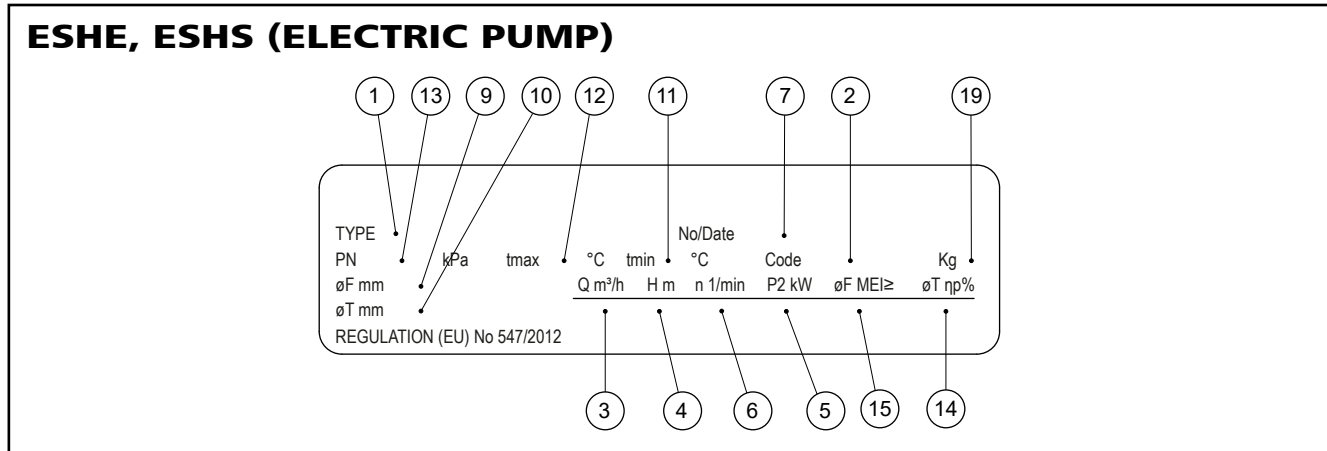 ESHE, ESHS (ELECTRIC PUMP)
1 13 9 10 12 11 7 2 19
TYPE No/Date
PN kPa tmax °C tmin °C Code Kg
øF mm Q m³/h H m n 1/min P2 kW øF MEI≥ øT ηp%
øT mm
REGULATION (EU) No 547/2012
3 4 6 5 15 14